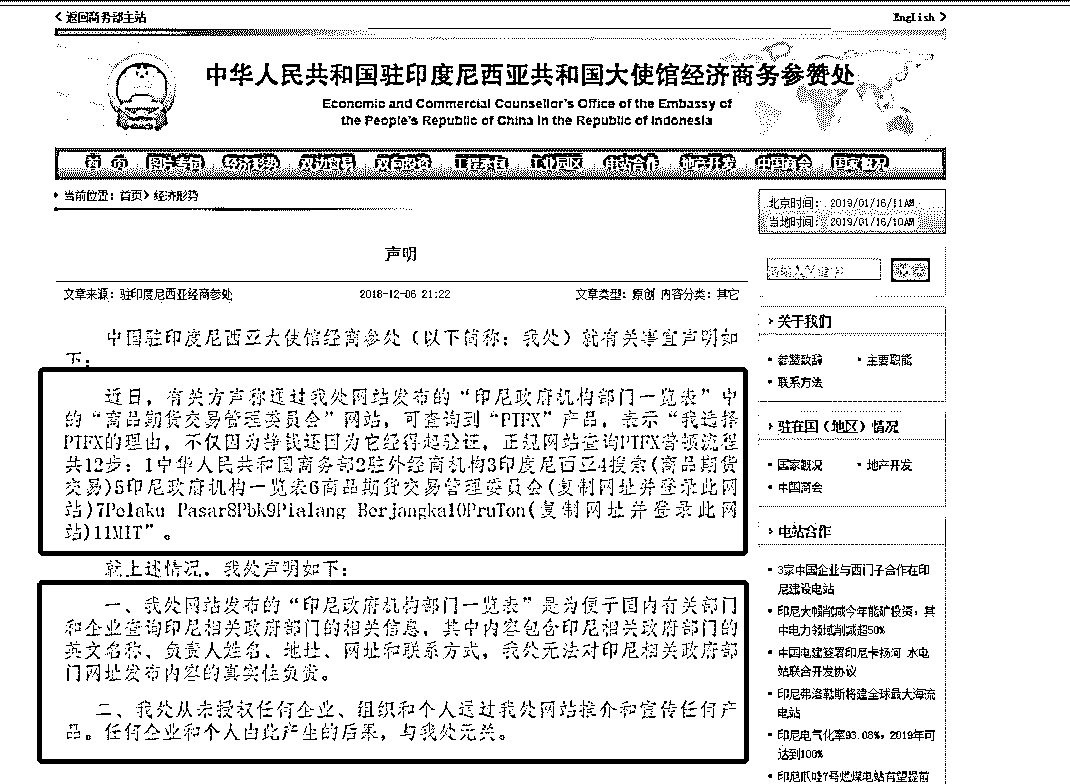 返回商务部主站
English
中华人民共和国驻印度尼西亚共和国大使馆经济商务参赞处
Economic and Commercial Counsellor's Office of the Embassy of
the People's Republic of China in the Republic of Indonesia
首 页 图片专句 经济形势 双边贸易 双向投资 工程承包 工业园区 电站合作 地产开发 中国商会 国家概况
当前位置：首页> 经济形势
北京时间： 2019/01/16/11AM
当地时间： 2019/01/16/10AM
声明
文章来源：驻印度尼西亚经商参处 2018-12-06 21:22 文章类型：原创 内容分类：其它
中国驻印度尼西亚大使馆经商参处（以下简称：我处）就有关事宜声明如
下：
近日，有关方声称通过我处网站发布的“印尼政府机构部门一览表”中
的“商品期货交易管理委员会”网站，可查询到“PTFX”产品，表示“我选择
PTFX的理由，不仅因为挣钱还因为它经得起验证，正规网站查询PTFX普顿流程
共12步：1中华人民共和国商务部2驻外经商机构3印度尼西亚4搜索(商品期货
交易)5印尼政府机构一览表6商品期货交易管理委员会(复制网址并登录此网
站)7Pelaku Pasar8Pbk9Pialang Berjangka10PruTon(复制网址并登录此网
站)11MIT”。
就上述情况，我处声明如下：
一、我处网站发布的“印尼政府机构部门一览表”是为便于国内有关部门
和企业查询印尼相关政府部门的相关信息，其中内容包含印尼相关政府部门的
英文名称、负责人姓名、地址、网址和联系方式，我处无法对印尼相关政府部
门网址发布内容的真实性负责。
二、我处从未授权任何企业、组织和个人通过我处网站推介和宣传任何产
品。任何企业和个人由此产生的后果，与我处无关。
关于我们
参赞致辞 主要职能
联系方法
驻在国（地区）情况
国家概况 地产开发
中国商会
电站合作
3家中国企业与西门子合作在印
尼建设电站
印尼大幅削减今年能矿投资：其
中电力领域削减超50%
中国电建签署印尼卡扬河 水电
站联合开发协议
印尼弗洛勒斯将建全球最大海流
电站
印尼电气化率98.08%，2019年可
达到100%
印尼爪哇7号燃煤电站有望提前